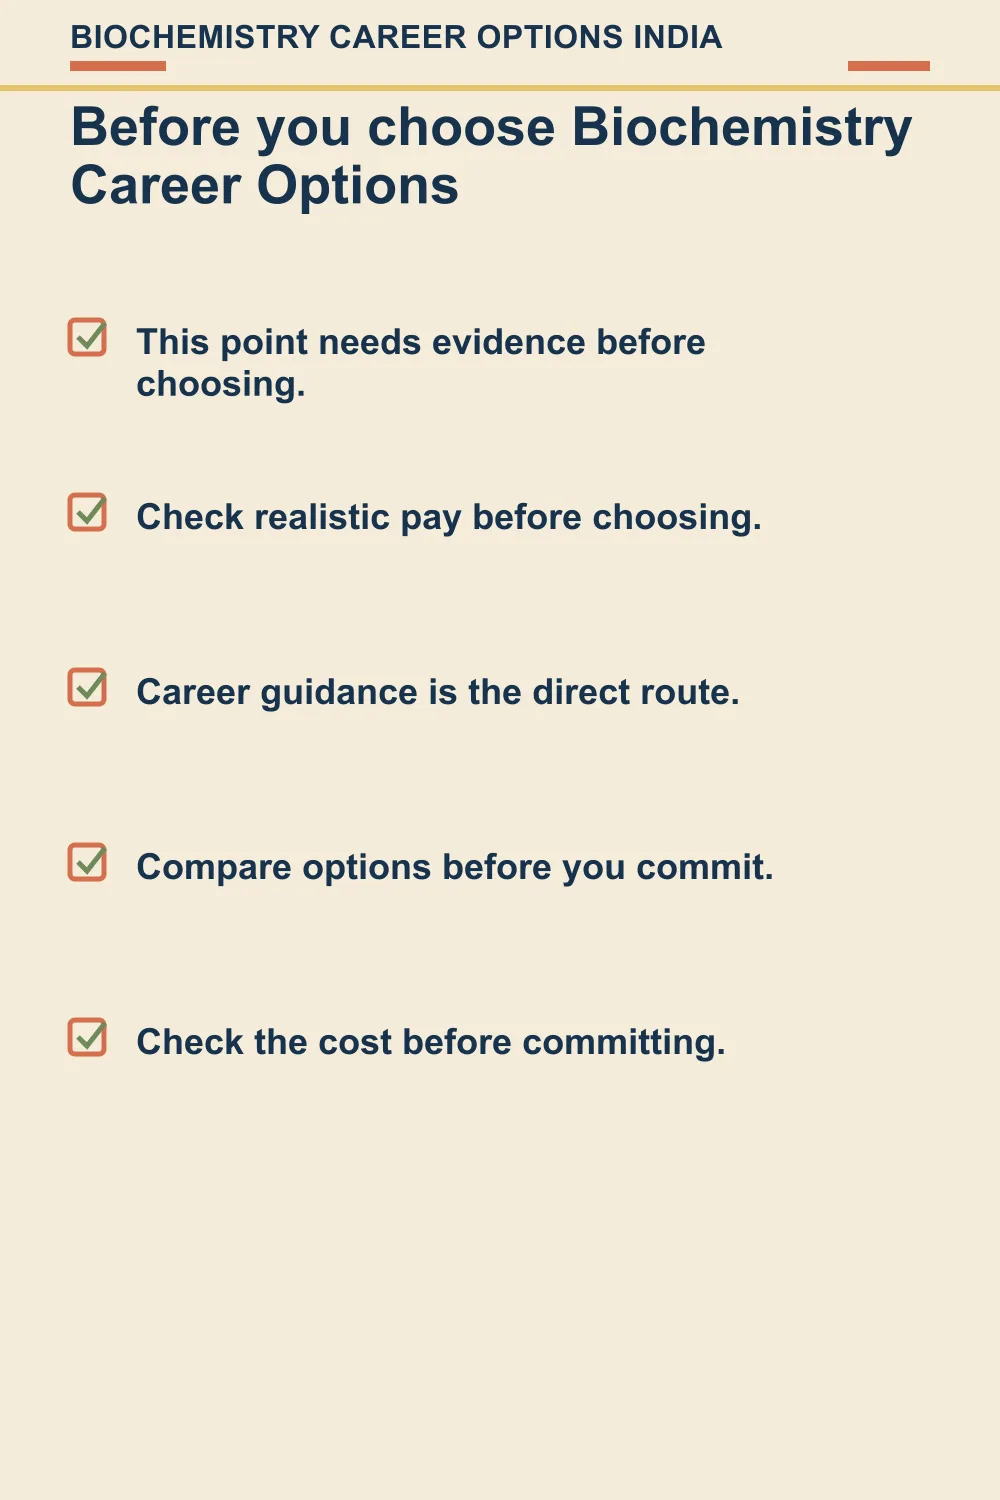 BIOCHEMISTRY CAREER OPTIONS INDIA
Before you choose Biochemistry
Career Options
This point needs evidence before
choosing.
Check realistic pay before choosing.
Career guidance is the direct route.
Compare options before you commit.
Check the cost before committing.